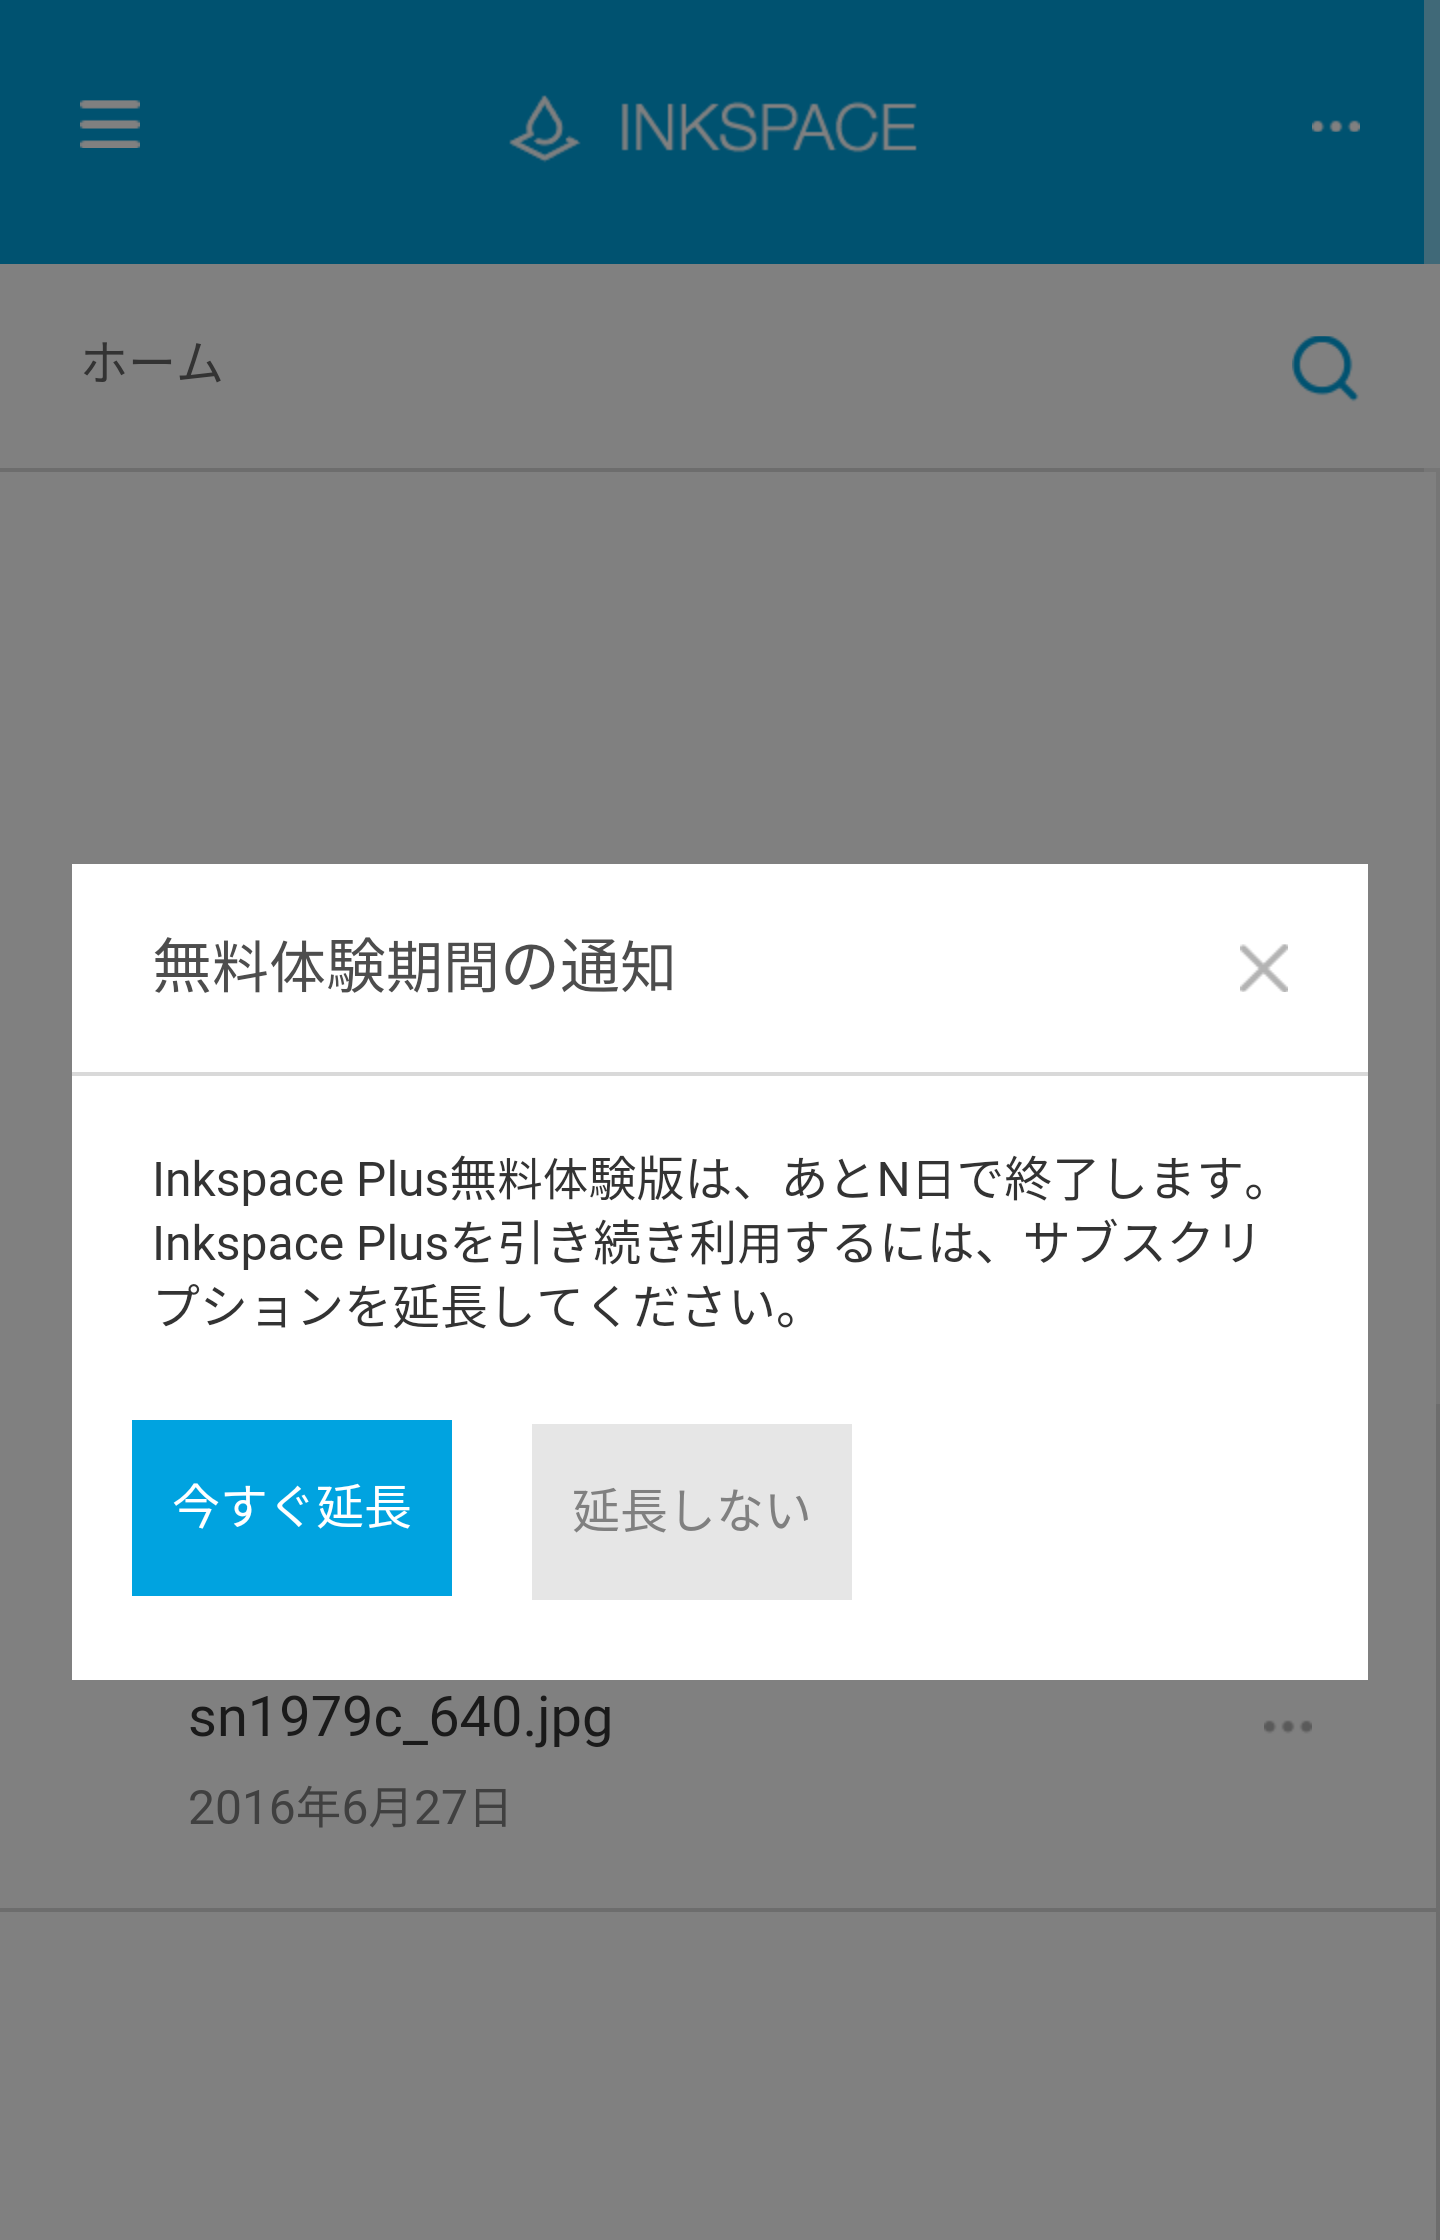 INKSPACE
ホーム
無料体験期間の通知
Inkspace Plus無料体験版は、あとN日で終了します。
Inkspace Plusを引き続き利用するには、サブスクリ
プションを延長してください。
今すぐ延長
延長しない
sn1979c_640.jpg
2016年6月27日